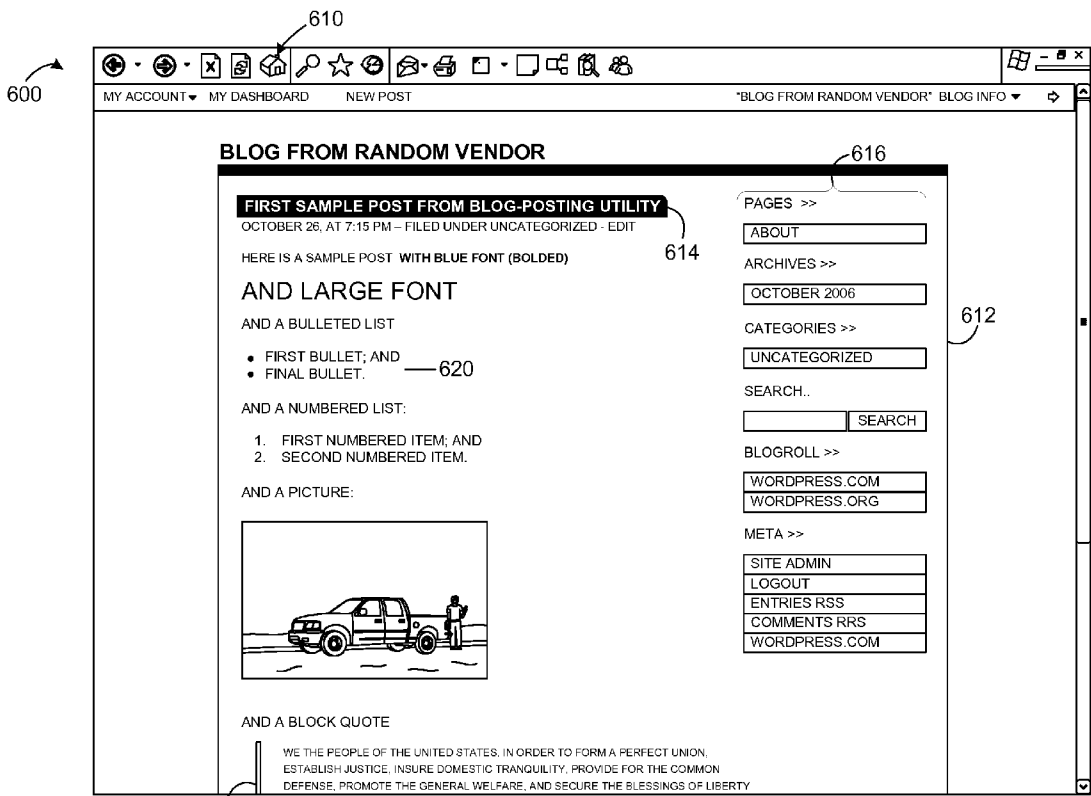 610
600
MY ACCOUNT MY DASHBOARD NEW POST "BLOG FROM RANDOM VENDOR" BLOG INFO
BLOG FROM RANDOM VENDOR
616
FIRST SAMPLE POST FROM BLOG-POSTING UTILITY
614
OCTOBER 26, AT 7:15 PM – FILED UNDER UNCATEGORIZED - EDIT
HERE IS A SAMPLE POST WITH BLUE FONT (BOLDED)
AND LARGE FONT
AND A BULLETED LIST
• FIRST BULLET; AND
• FINAL BULLET.
620
AND A NUMBERED LIST:
1. FIRST NUMBERED ITEM; AND
2. SECOND NUMBERED ITEM.
AND A PICTURE:
AND A BLOCK QUOTE
WE THE PEOPLE OF THE UNITED STATES, IN ORDER TO FORM A PERFECT UNION,
ESTABLISH JUSTICE, INSURE DOMESTIC TRANQUILITY, PROVIDE FOR THE COMMON
DEFENSE, PROMOTE THE GENERAL WELFARE, AND SECURE THE BLESSINGS OF LIBERTY
PAGES >>
ABOUT
ARCHIVES >>
OCTOBER 2006
612
CATEGORIES >>
UNCATEGORIZED
SEARCH..
SEARCH
BLOGROLL >>
WORDPRESS.COM
WORDPRESS.ORG
META >>
SITE ADMIN
LOGOUT
ENTRIES RSS
COMMENTS RRS
WORDPRESS.COM